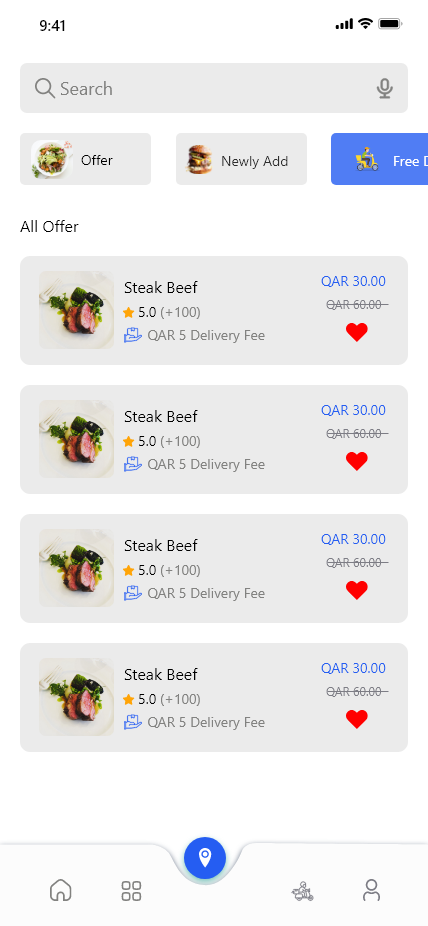 9:41
Search
Offer
Newly Add
Free D
All Offer
Steak Beef
QAR 30.00
QAR 60.00
5.0 (+100)
QAR 5 Delivery Fee
Steak Beef
QAR 30.00
QAR 60.00
5.0 (+100)
QAR 5 Delivery Fee
Steak Beef
QAR 30.00
QAR 60.00
5.0 (+100)
QAR 5 Delivery Fee
Steak Beef
QAR 30.00
QAR 60.00
5.0 (+100)
QAR 5 Delivery Fee